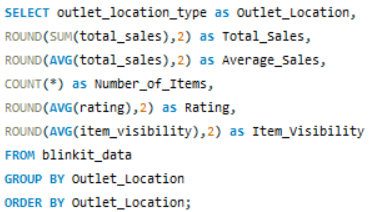 SELECT outlet_location_type as Outlet_Location,
ROUND(SUM(total_sales),2) as Total_Sales,
ROUND(AVG(total_sales),2) as Average_Sales,
COUNT(*) as Number_of_Items,
ROUND(AVG(rating),2) as Rating,
ROUND(AVG(item_visibility),2) as Item_Visibility
FROM blinkit_data
GROUP BY Outlet_Location
ORDER BY Outlet_Location;